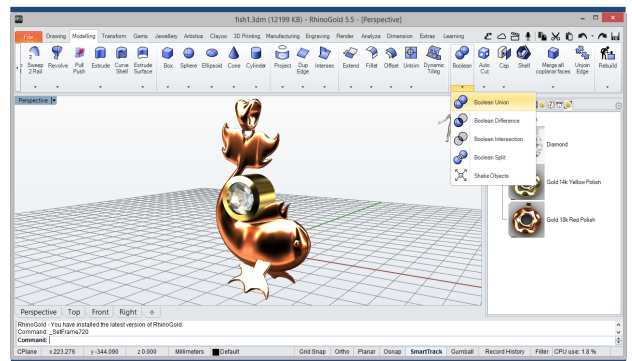 fish1.3dm (12199 KB) - RhinoGold 5.5 - [Perspective]
File Drawing Modelling Transform Gems Jewellery Artistics Clayoo 3D Printing Manufacturing Engraving Render Analyze Dimension Extras Learning
Sweep 2 Rail
Revolve
Pull Push
Extrude
Curve Shell
Extrude Surface
Box
Sphere
Ellipsoid
Cone
Cylinder
Project
Dup Edge
Intersec
Extend
Fillet
Offset
Untrim
Dynamic Tiling
Boolean
Auto Cut
Cap
Shell
Merge all coplanar faces
Unjoin Edge
Rebuild
Perspective
Boolean Union
Boolean Difference
Boolean Intersection
Boolean Split
Shake Objects
Diamond
Gold 14k Yellow Polish
Gold 18k Red Polish
Perspective Top Front Right
RhinoGold - You have installed the latest version of RhinoGold.
Command: _SetFrame720
Command:
CPlane x 223.276 y -344.090 z 0.000 Millimeters Default Grid Snap Ortho Planar Osnap SmartTrack Gumball Record History Filter CPU use: 1.8 %